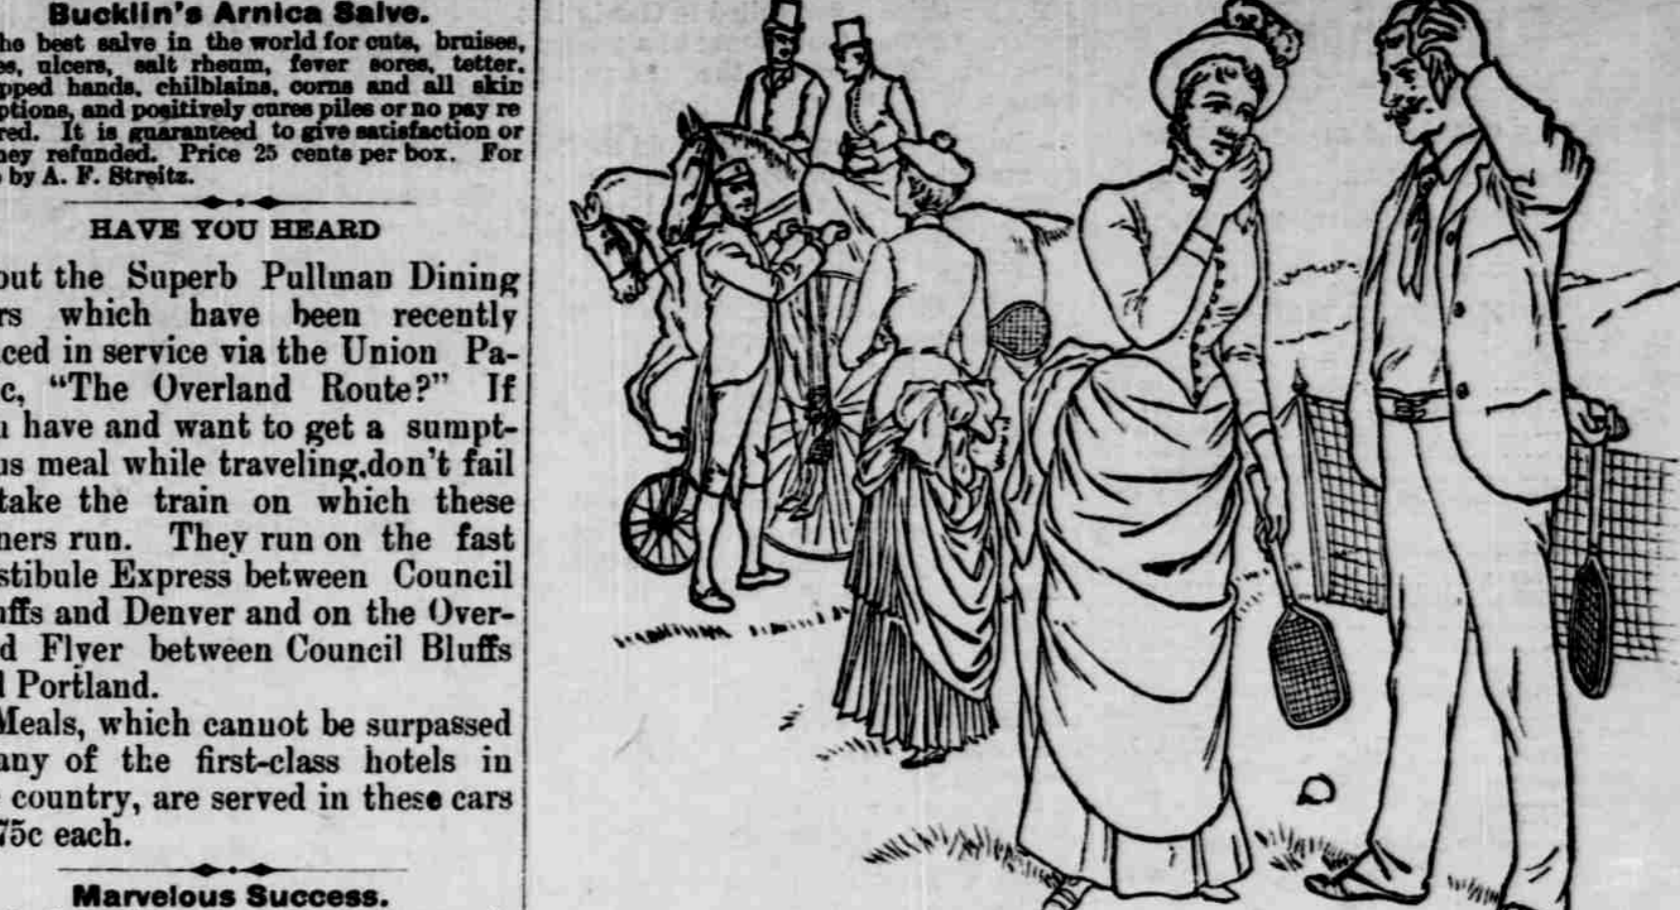 Bucklin's Arnica Salve.
he best salve in the world for cuts, bruises,
es, ulcers, salt rheum, fever sores, tetter,
pped hands, chilblains, corns and all skin
ptions, and positively cures piles or no pay re
red. It is guaranteed to give satisfaction or
ney refunded. Price 25 cents per box. For
by A. F. Streitz.
HAVE YOU HEARD
out the Superb Pullman Dining
rs which have been recently
ced in service via the Union Pa-
c, "The Overland Route?" If
u have and want to get a sumpt-
us meal while traveling,don't fail
take the train on which these
ners run. They run on the fast
stibule Express between Council
uffs and Denver and on the Over-
d Flyer between Council Bluffs
l Portland.
Meals, which cannot be surpassed
any of the first-class hotels in
country, are served in these cars
75c each.
Marvelous Success.